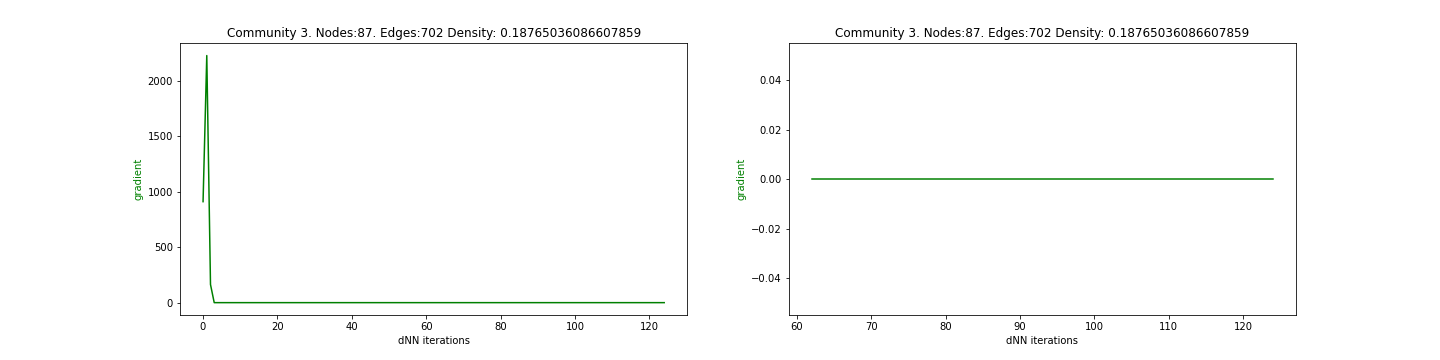 Community 3. Nodes:87. Edges:702 Density: 0.18765036086607859
2000
1500
1000
500
0
gradient
0 20 40 60 80 100 120
dNN iterations
Community 3. Nodes:87. Edges:702 Density: 0.18765036086607859
0.04
0.02
0.00
−0.02
−0.04
gradient
60 70 80 90 100 110 120
dNN iterations